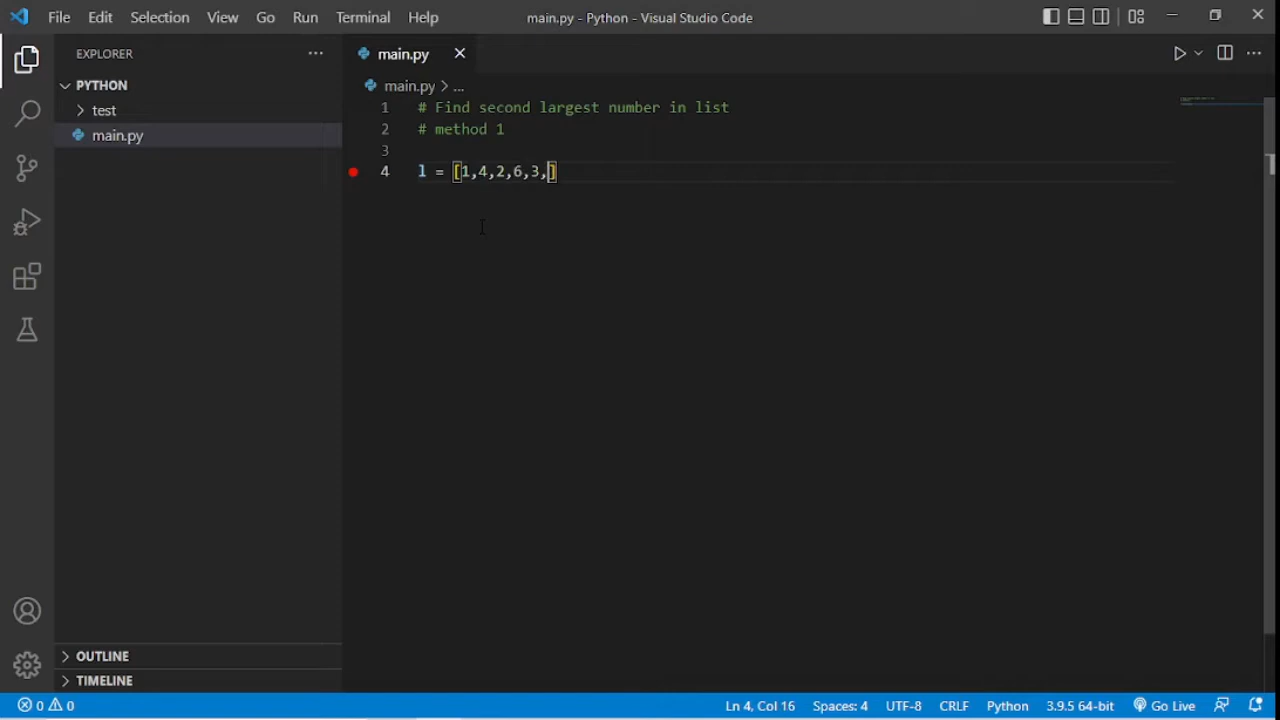 File Edit Selection View Go Run Terminal Help main.py - Python - Visual Studio Code
EXPLORER
main.py
PYTHON
main.py > ...
test
main.py
1 # Find second largest number in list
2 # method 1
3
4 l = [1,4,2,6,3,]
OUTLINE
TIMELINE
0 0 Ln 4, Col 16 Spaces: 4 UTF-8 CRLF Python 3.9.5 64-bit Go Live